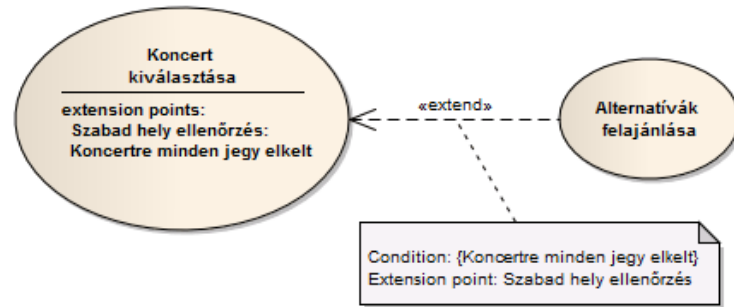 Koncert
kiválasztása
extension points:
Szabad hely ellenőrzés:
Koncertre minden jegy elkelt
«extend»
Alternatívák
felajánlása
Condition: {Koncertre minden jegy elkelt}
Extension point: Szabad hely ellenőrzés